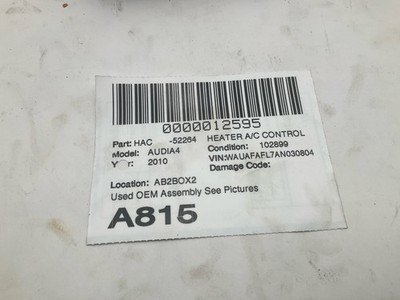 0000012595
Part: HAC -52264 HEATER A/C CONTROL
Model: AUDIA4 Condition: 102899
Y r: 2010 VIN:WAUAFAFL7AN030804
Damage Code:
Location: AB2BOX2
Used OEM Assembly See Pictures
A815